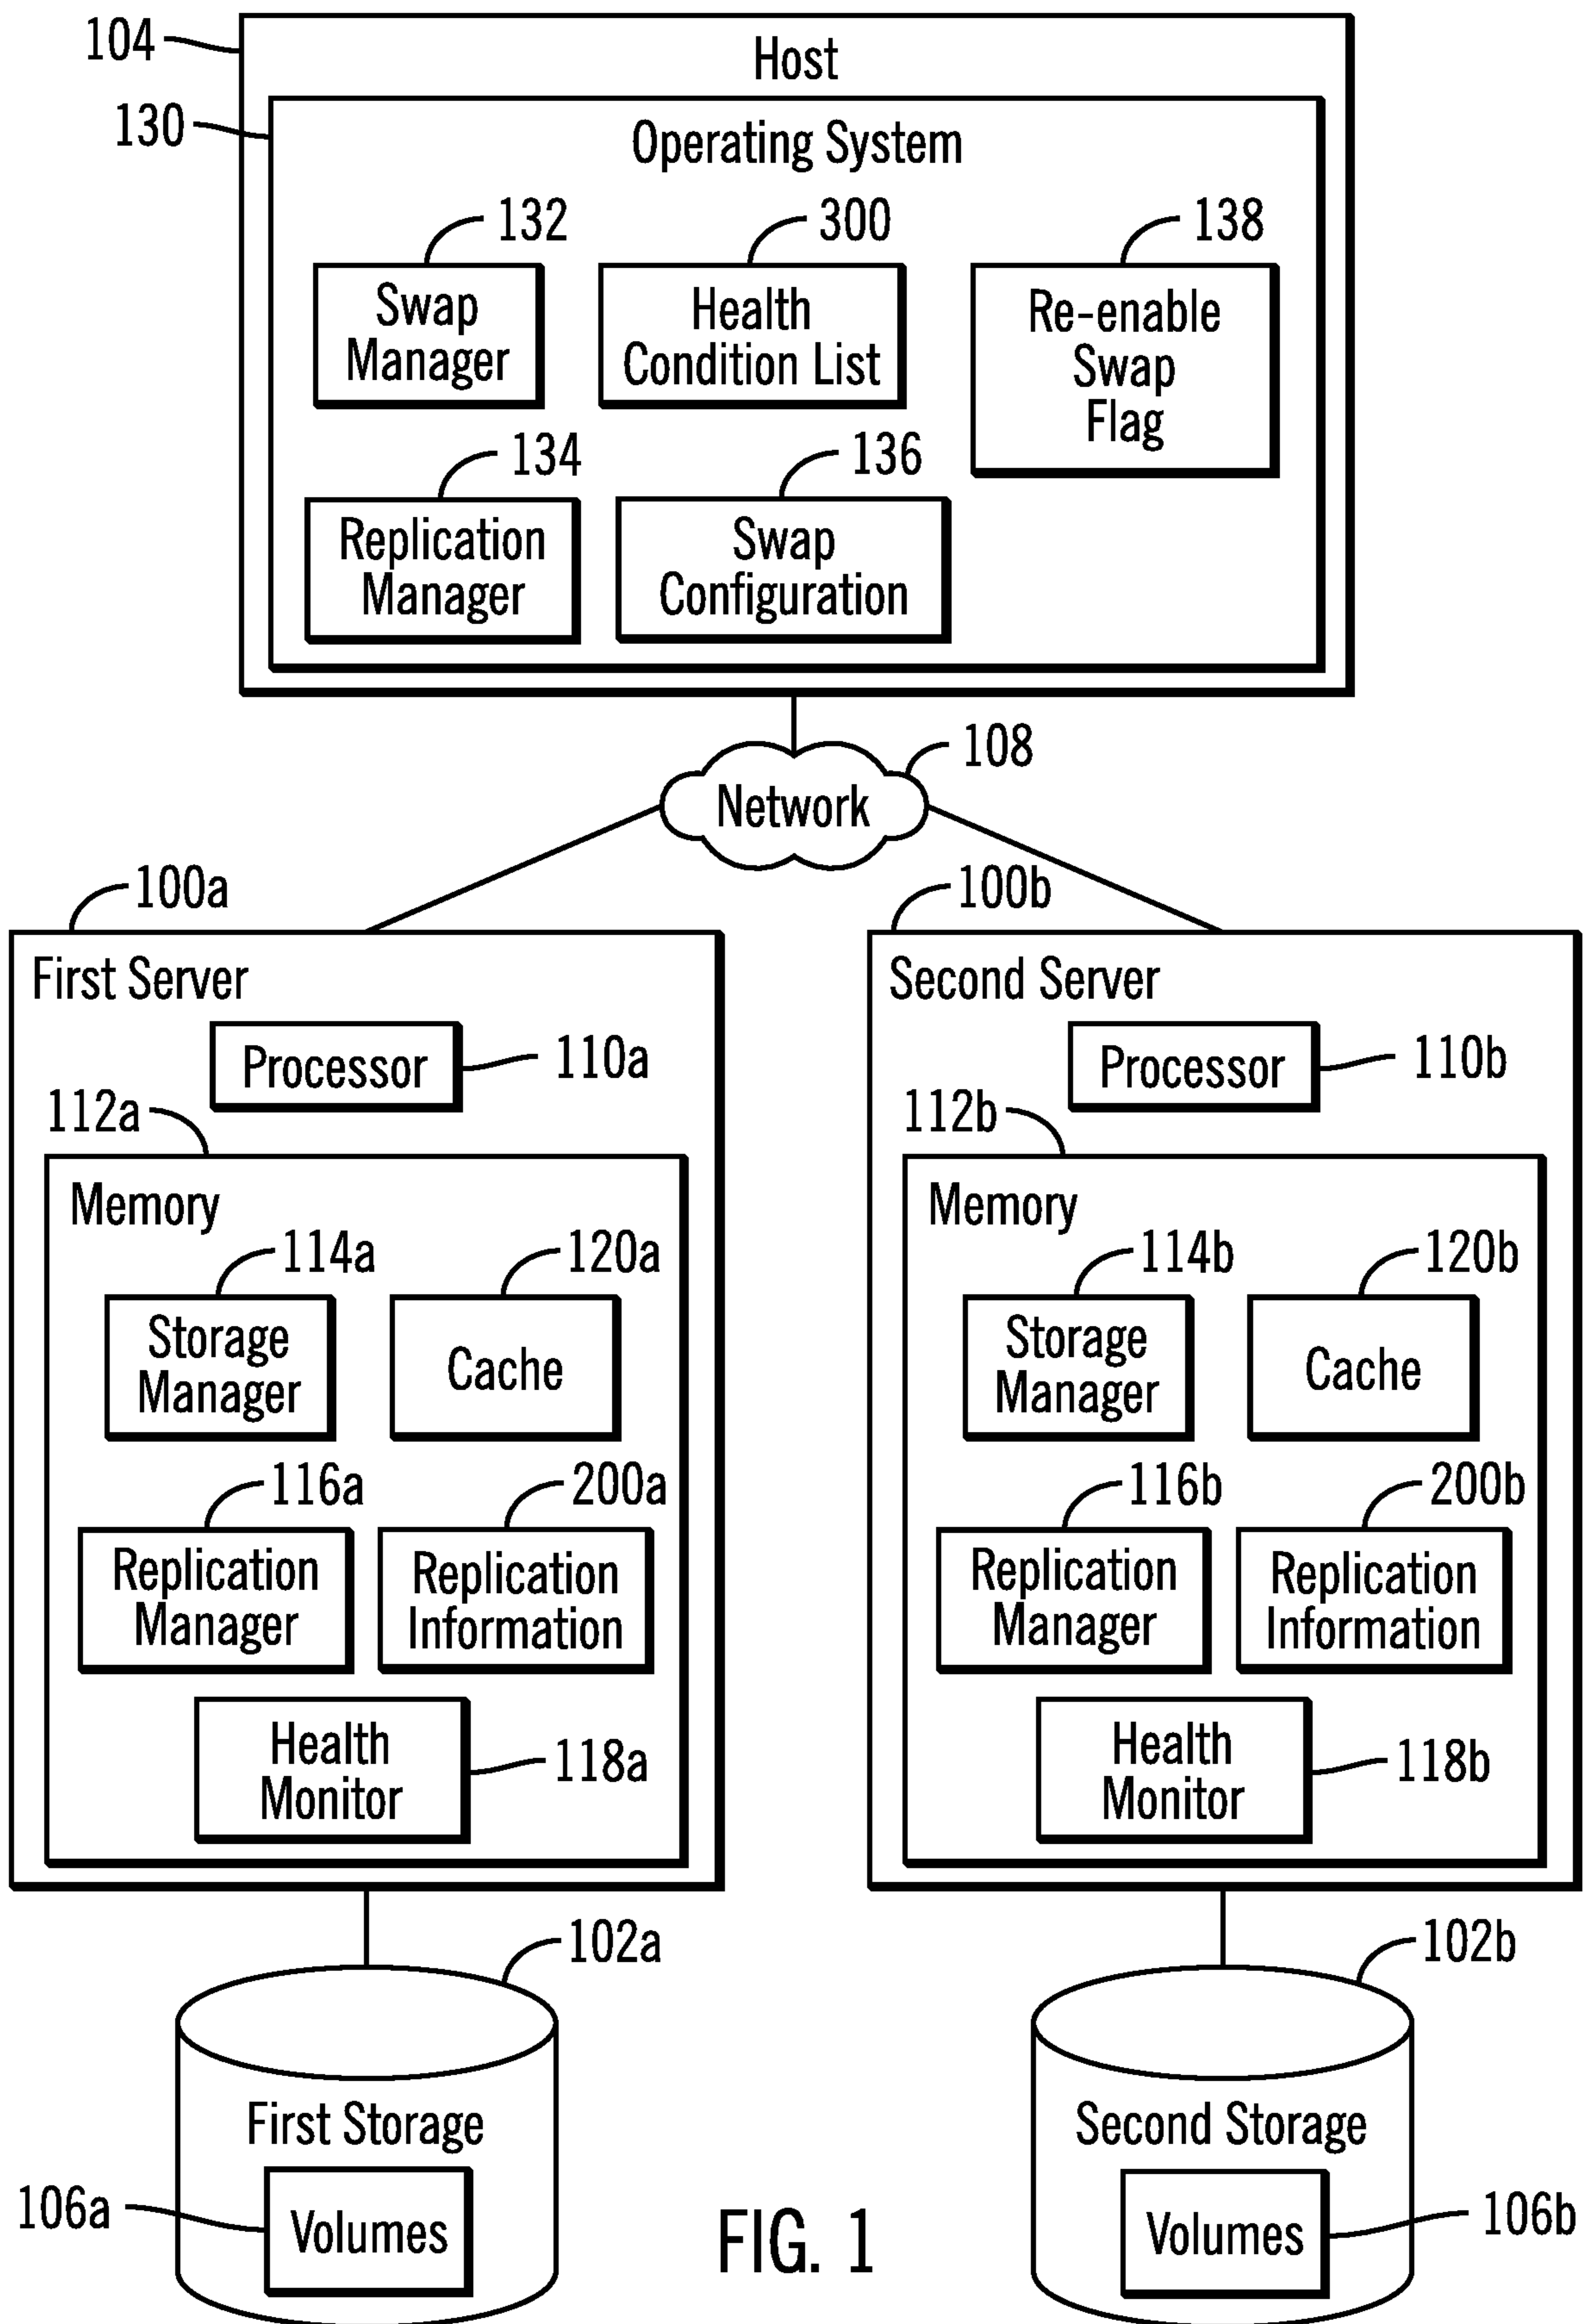 104
Host
130
Operating System
132
300
138
Swap
Manager
Health
Condition List
Re-enable
Swap
Flag
134
136
Replication
Manager
Swap
Configuration
108
Network
100a
100b
First Server
Processor
110a
112a
Memory
114a
120a
Storage
Manager
Cache
116a
200a
Replication
Manager
Replication
Information
Health
Monitor
118a
Second Server
Processor
110b
112b
Memory
114b
120b
Storage
Manager
Cache
116b
200b
Replication
Manager
Replication
Information
Health
Monitor
118b
102a
First Storage
106a
Volumes
102b
Second Storage
Volumes
106b
FIG. 1